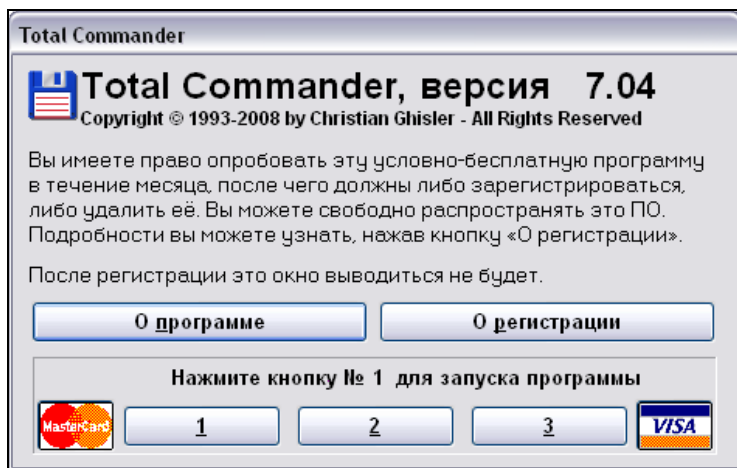 Total Commander
Total Commander, версия 7.04
Copyright © 1993-2008 by Christian Ghisler - All Rights Reserved
Вы имеете право опробовать эту условно-бесплатную программу
в течение месяца, после чего должны либо зарегистрироваться,
либо удалить её. Вы можете свободно распространять это ПО.
Подробности вы можете узнать, нажав кнопку «О регистрации».
После регистрации это окно выводиться не будет.
О программе
О регистрации
Нажмите кнопку № 1 для запуска программы
MasterCard
1
2
3
VISA